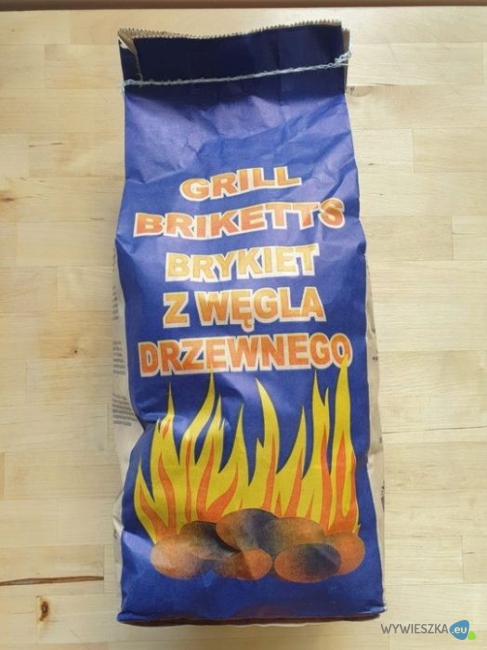 GRILL
BRIKETTS
BRYKIET
Z WĘGLA
DRZEWNEGO
WYWIESZKA.eu